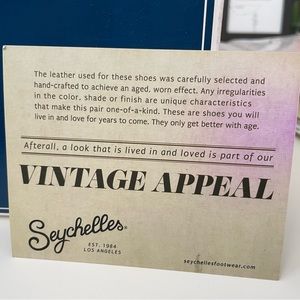 The leather used for these shoes was carefully selected and
hand-crafted to achieve an aged, worn effect. Any irregularities
in the color, shade or finish are unique characteristics
that make this pair one-of-a-kind. These are shoes you will
live in and love for years to come. They only get better with age.
Afterall, a look that is lived in and loved is part of our
VINTAGE APPEAL
Seychelles®
EST. 1984
LOS ANGELES
seychellesfootwear.com